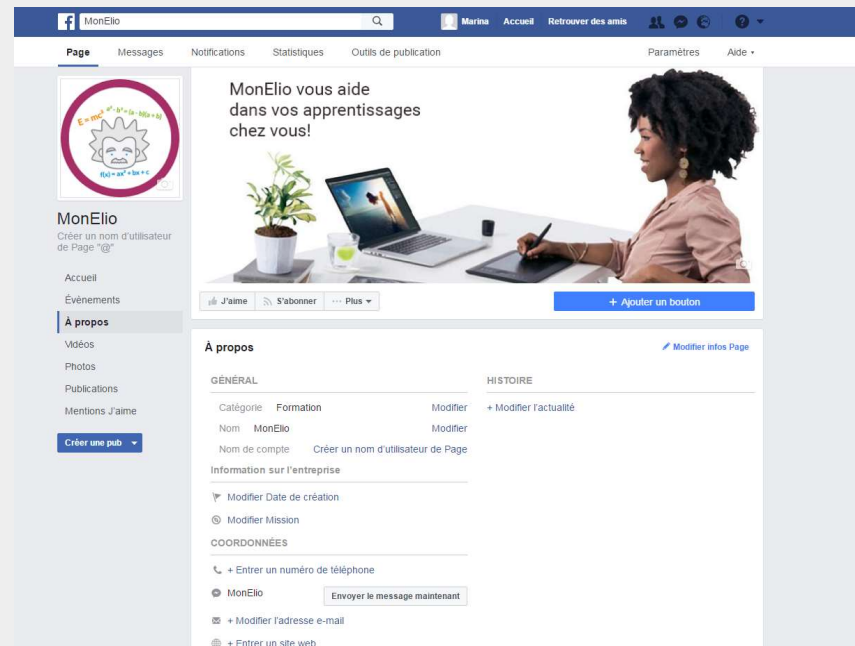 MonElio
Marina Accueil Retrouver des amis
Page Messages Notifications Statistiques Outils de publication Paramètres Aide
E = mc² a² - b² = (a - b)(a + b)
f(x) = ax² + bx + c
MonElio vous aide
dans vos apprentissages
chez vous!
MonElio
Créer un nom d'utilisateur
de Page "@"
Accueil
Évènements
À propos
Vidéos
Photos
Publications
Mentions J'aime
Créer une pub
J'aime S'abonner ··· Plus
+ Ajouter un bouton
À propos
Modifier infos Page
GÉNÉRAL
Catégorie Formation Modifier
Nom MonElio Modifier
Nom de compte Créer un nom d'utilisateur de Page
Information sur l'entreprise
Modifier Date de création
Modifier Mission
COORDONNÉES
+ Entrer un numéro de téléphone
MonElio Envoyer le message maintenant
+ Modifier l'adresse e-mail
+ Entrer un site web
HISTOIRE
+ Modifier l'actualité